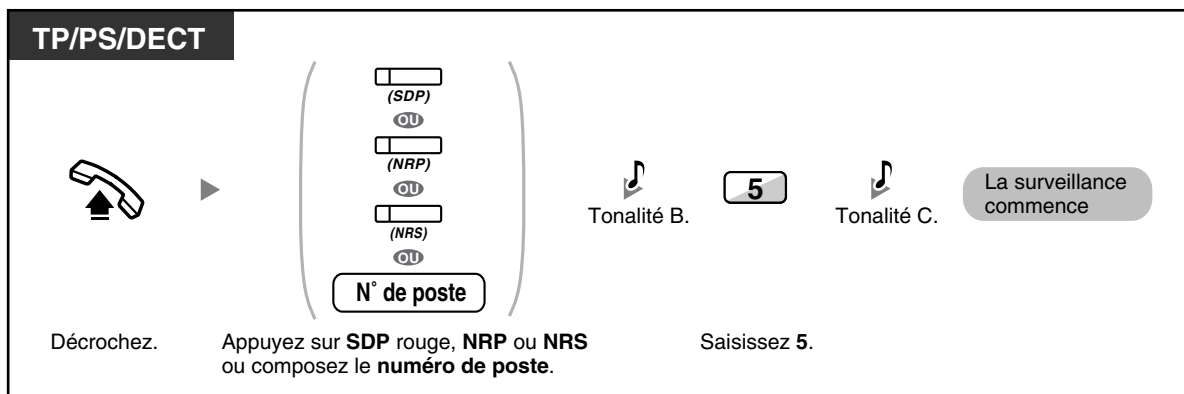 TP/PS/DECT
(SDP)
OU
(NRP)
OU
(NRS)
OU
N° de poste
Tonalité B.
5
Tonalité C.
La surveillance
commence
Décrochez.
Appuyez sur SDP rouge, NRP ou NRS
ou composez le numéro de poste.
Saisissez 5.